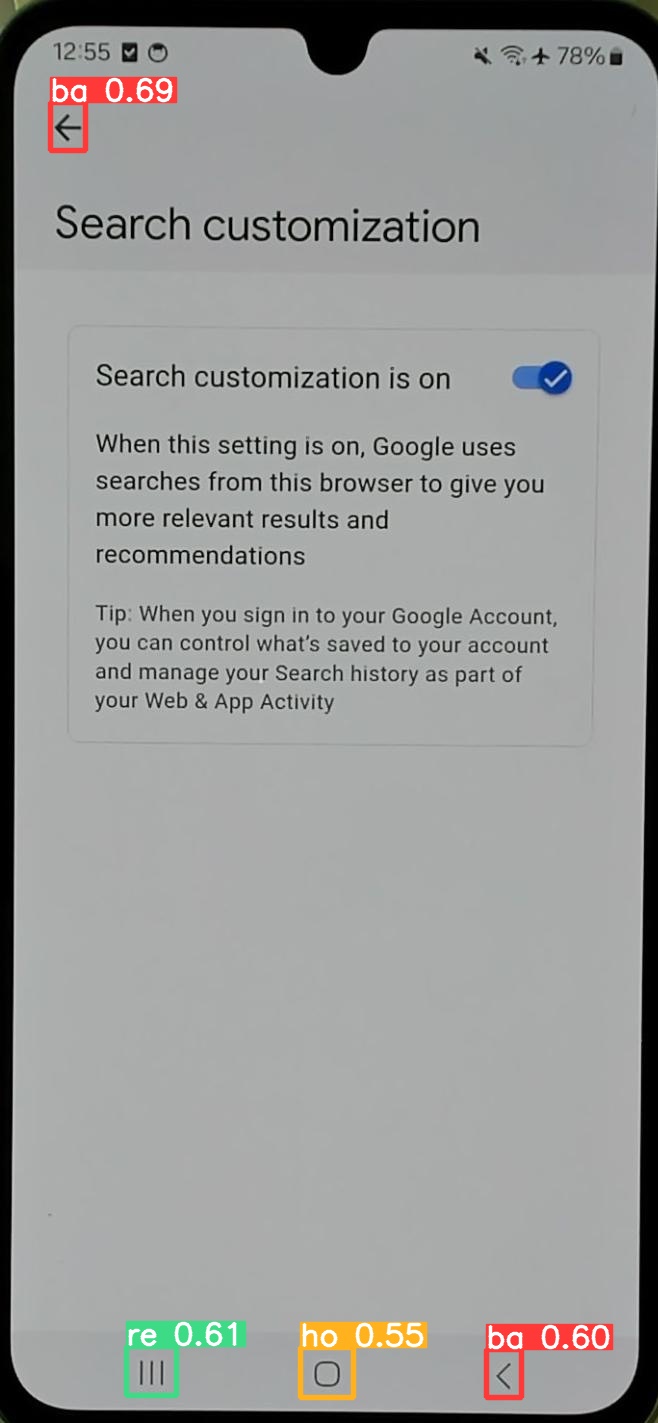 12:55
78%
ba 0.69
Search customization
Search customization is on
When this setting is on, Google uses
searches from this browser to give you
more relevant results and
recommendations
Tip: When you sign in to your Google Account,
you can control what's saved to your account
and manage your Search history as part of
your Web & App Activity
re 0.61
ho 0.55
ba 0.60